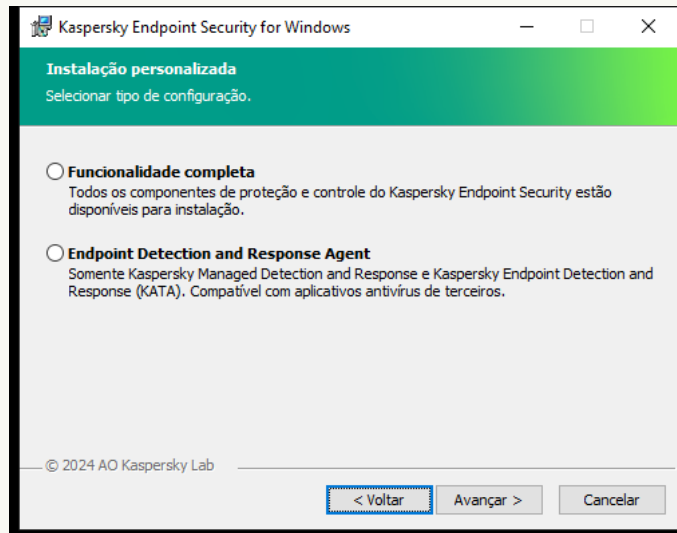 Kaspersky Endpoint Security for Windows
Instalação personalizada
Selecionar tipo de configuração.
Funcionalidade completa
Todos os componentes de proteção e controle do Kaspersky Endpoint Security estão
disponíveis para instalação.
Endpoint Detection and Response Agent
Somente Kaspersky Managed Detection and Response e Kaspersky Endpoint Detection and
Response (KATA). Compatível com aplicativos antivírus de terceiros.
© 2024 AO Kaspersky Lab
< Voltar
Avançar >
Cancelar